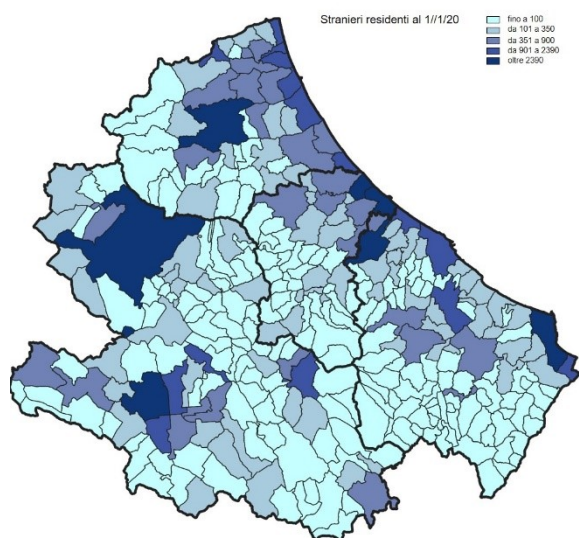 Stranieri residenti al 1//1/20
fino a 100
da 101 a 350
da 351 a 900
da 901 a 2390
oltre 2390